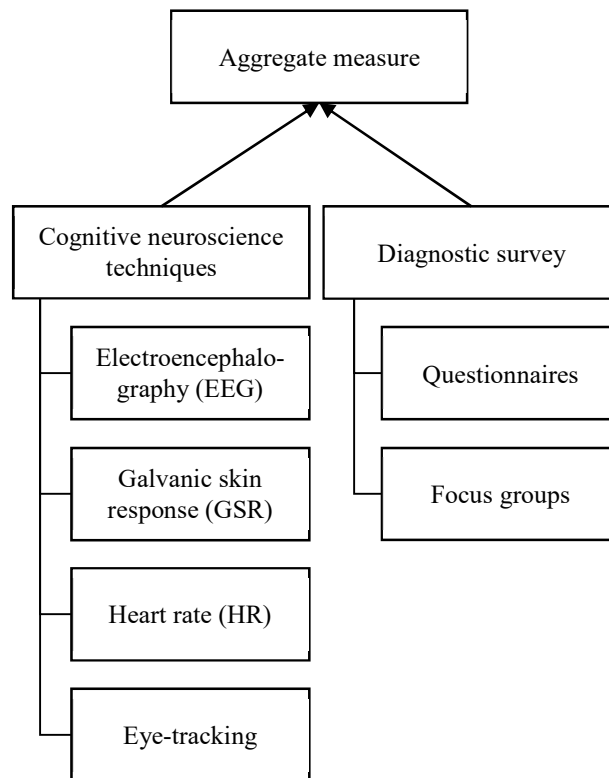 Aggregate measure
Cognitive neuroscience
techniques
Diagnostic survey
Electroencephalo-
graphy (EEG)
Questionnaires
Galvanic skin
response (GSR)
Focus groups
Heart rate (HR)
Eye-tracking